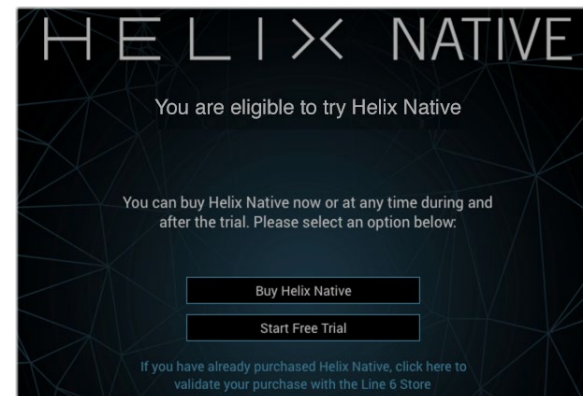 HELIX NATIVE
You are eligible to try Helix Native
You can buy Helix Native now or at any time during and
after the trial. Please select an option below:
Buy Helix Native
Start Free Trial
If you have already purchased Helix Native, click here to
validate your purchase with the Line 6 Store